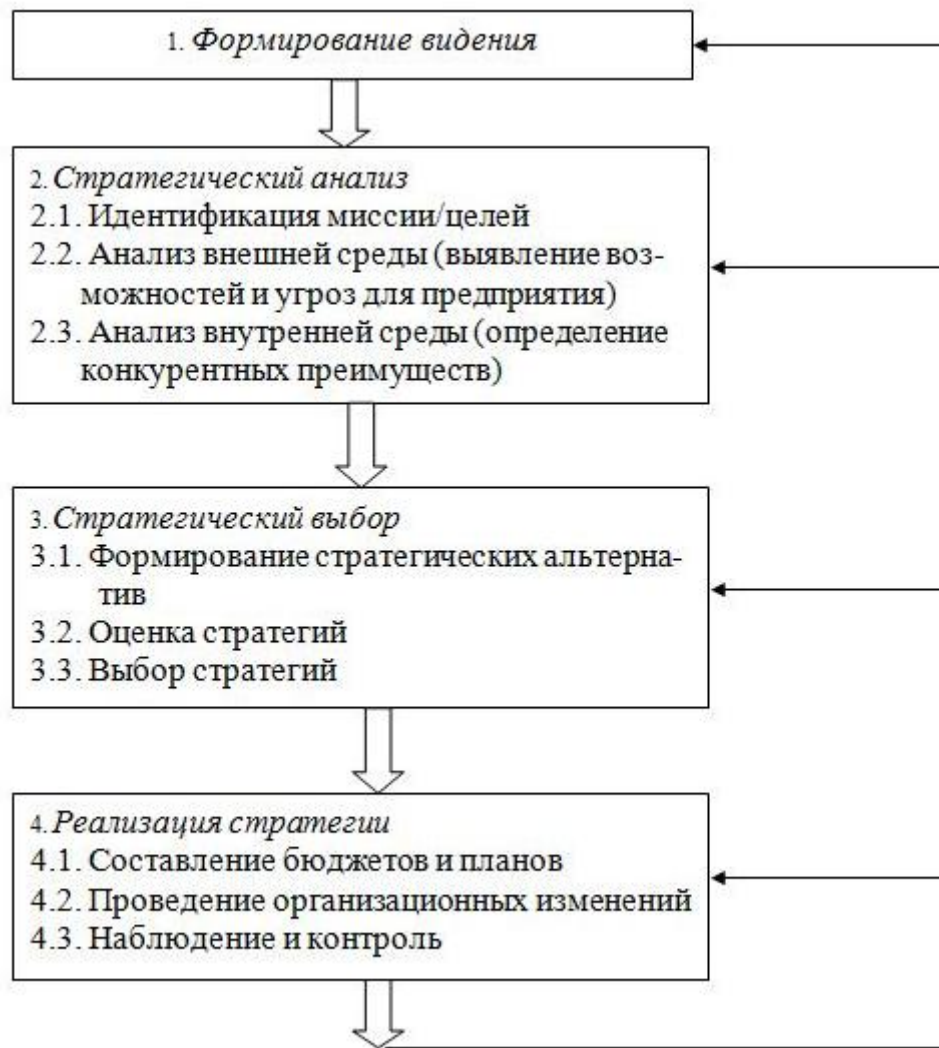 1. Формирование видения
2. Стратегический анализ
2.1. Идентификация миссии/целей
2.2. Анализ внешней среды (выявление воз-
можностей и угроз для предприятия)
2.3. Анализ внутренней среды (определение
конкурентных преимуществ)
3. Стратегический выбор
3.1. Формирование стратегических альтерна-
тив
3.2. Оценка стратегий
3.3. Выбор стратегий
4. Реализация стратегии
4.1. Составление бюджетов и планов
4.2. Проведение организационных изменений
4.3. Наблюдение и контроль